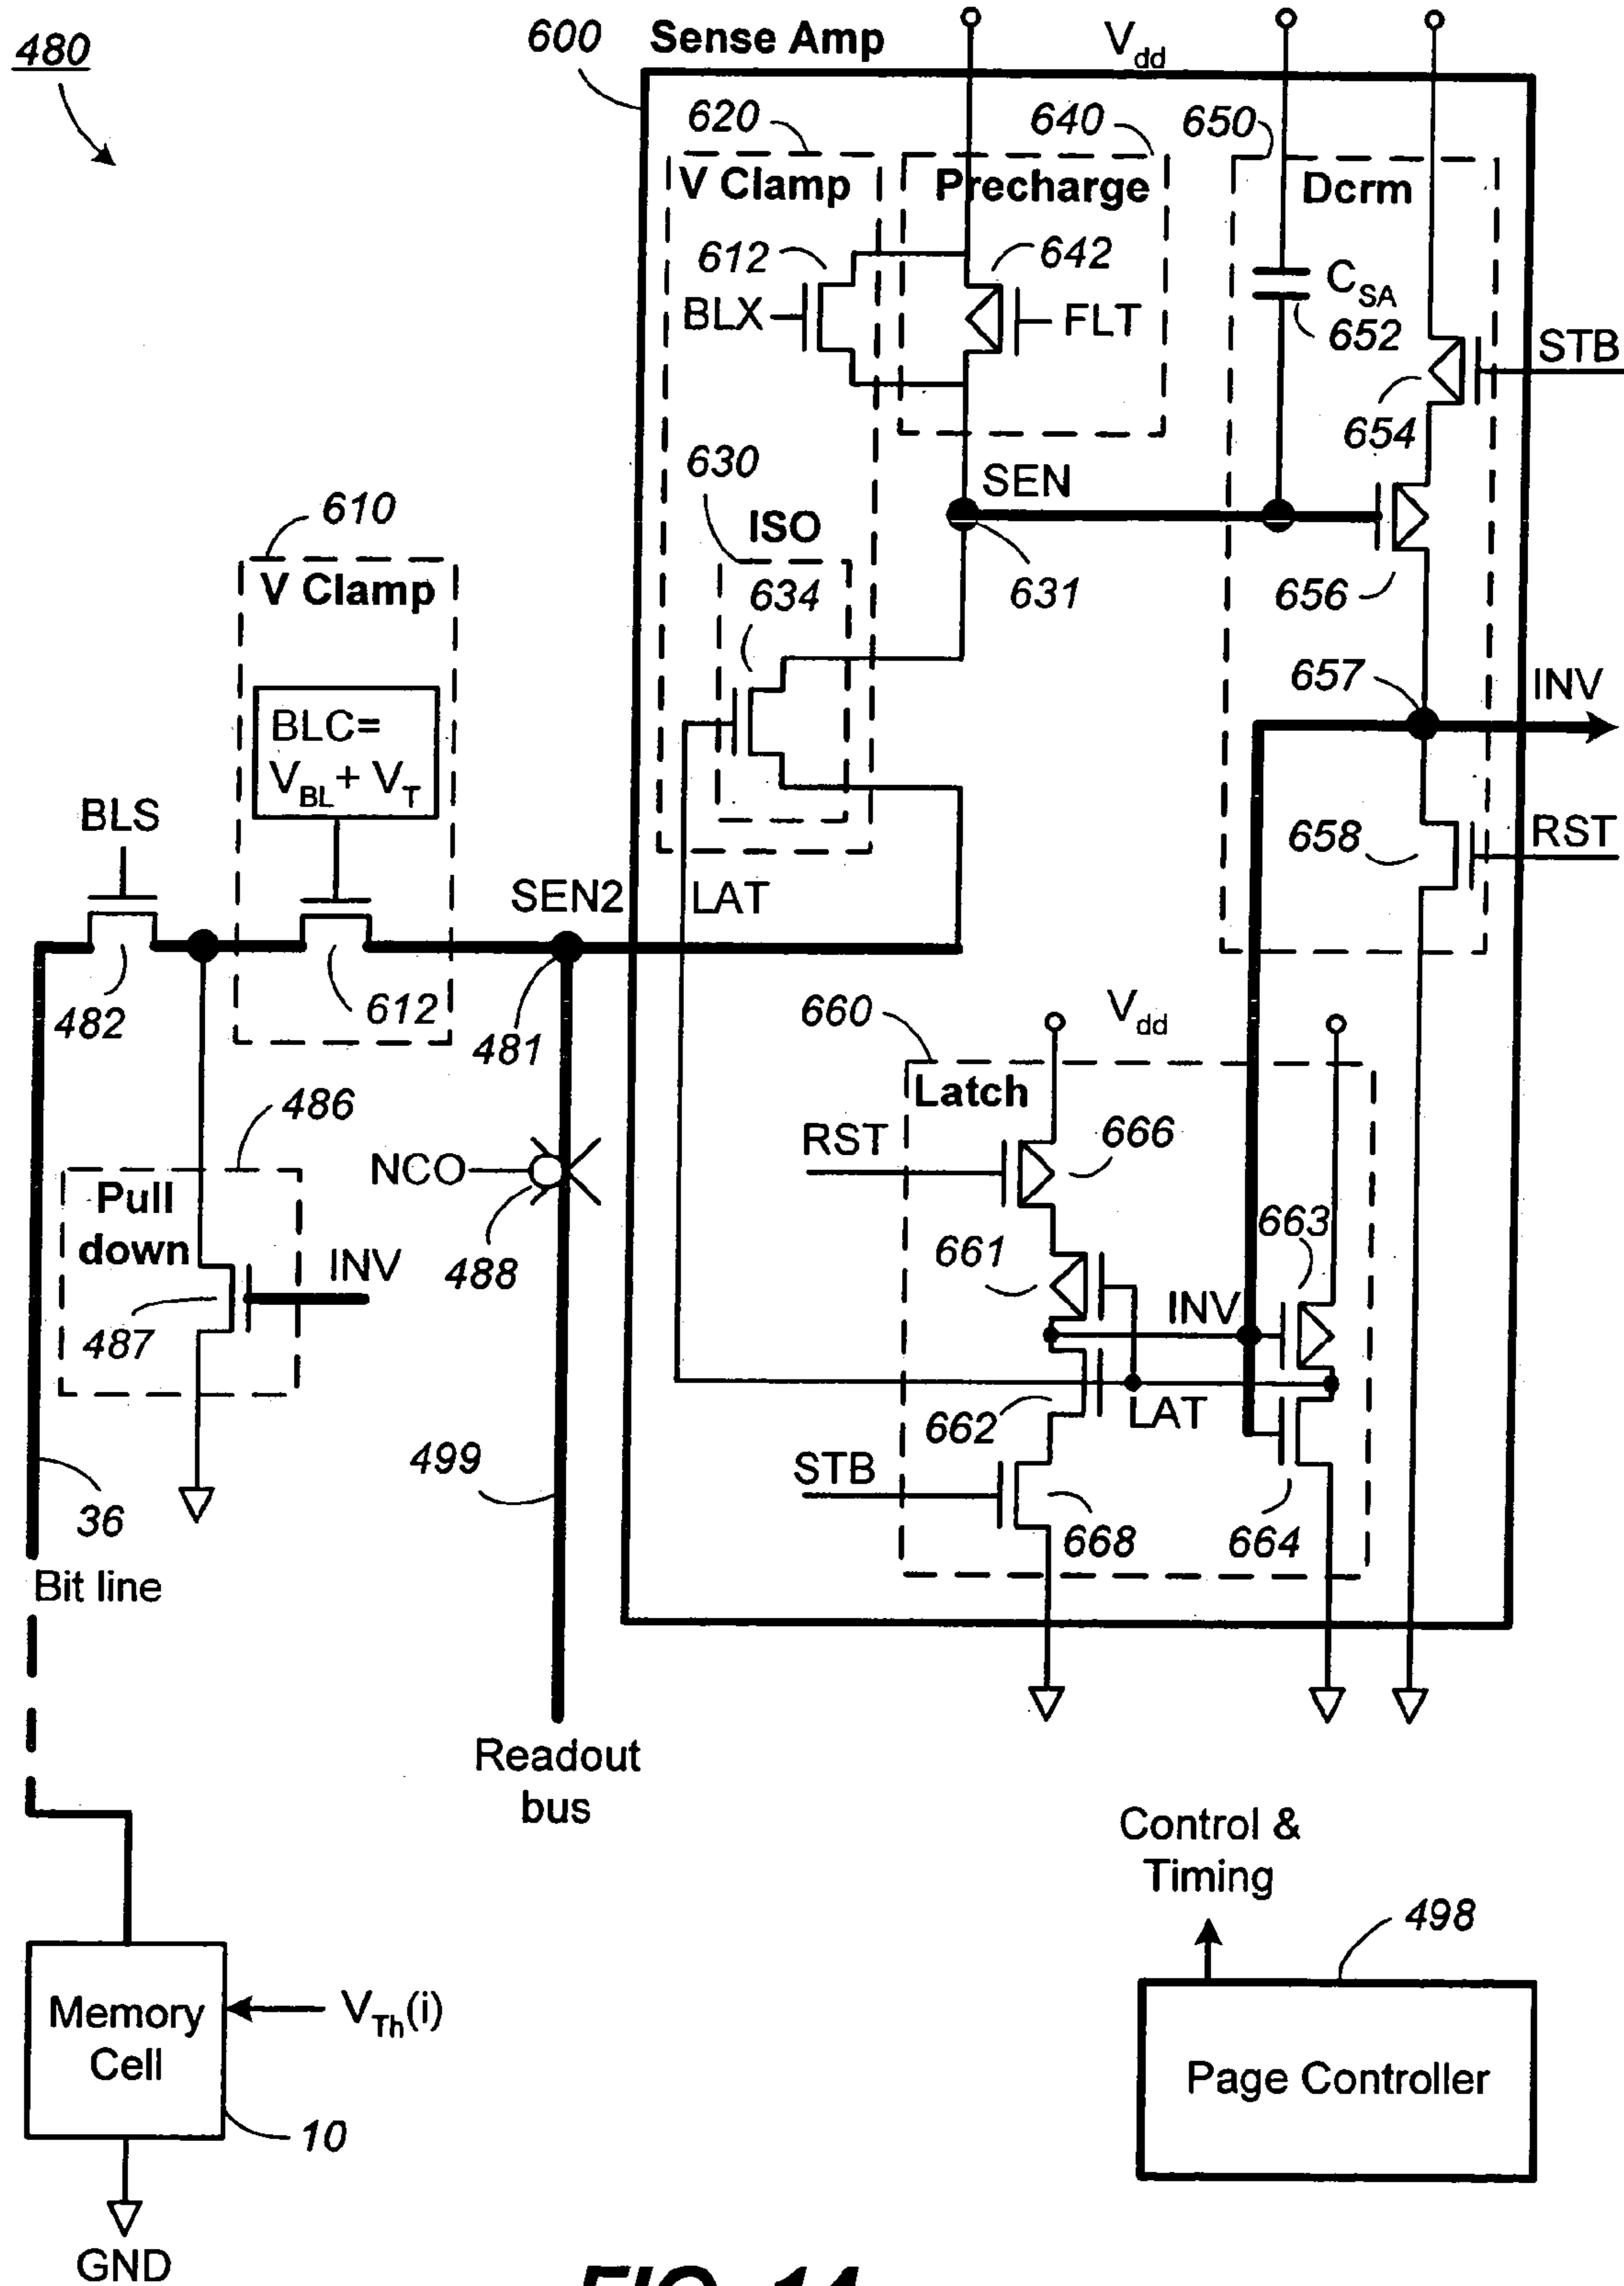 480
600
Sense Amp
Vdd
620
640
650
V Clamp
Precharge
Dcrm
612
642
BLX
FLT
CSA
652
STB
654
630
SEN
610
ISO
V Clamp
634
631
656
657
INV
BLC=
VBL + VT
BLS
658
RST
SEN2
LAT
482
612
481
660
Vdd
Latch
486
RST
666
NCO
Pull
down
663
661
INV
488
INV
487
662
LAT
499
STB
36
668
664
Bit line
Readout
bus
Control &
Timing
498
Memory
Cell
VTh(i)
Page Controller
10
GND